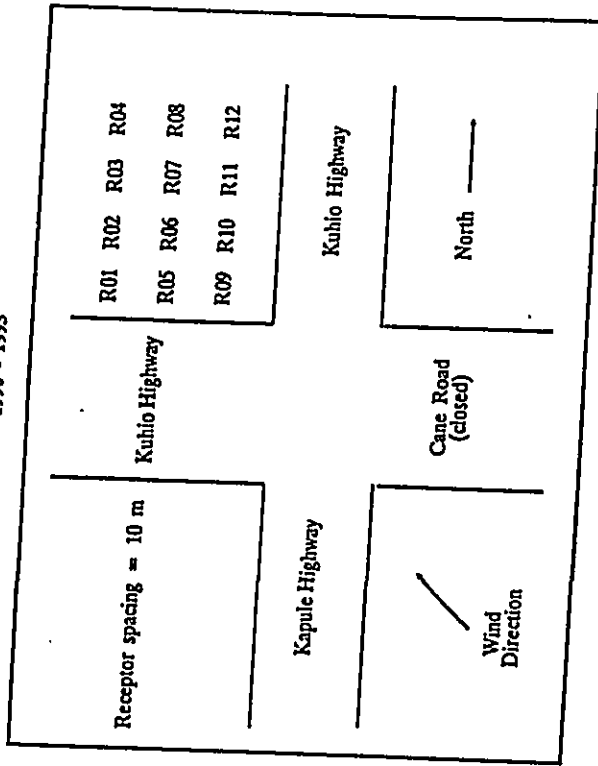 Receptor spacing = 10 m
Kuhio Highway
R01 R02 R03 R04
R05 R06 R07 R08
R09 R10 R11 R12
Kapule Highway
Kuhio Highway
Wind
Direction
Cane Road
(closed)
North